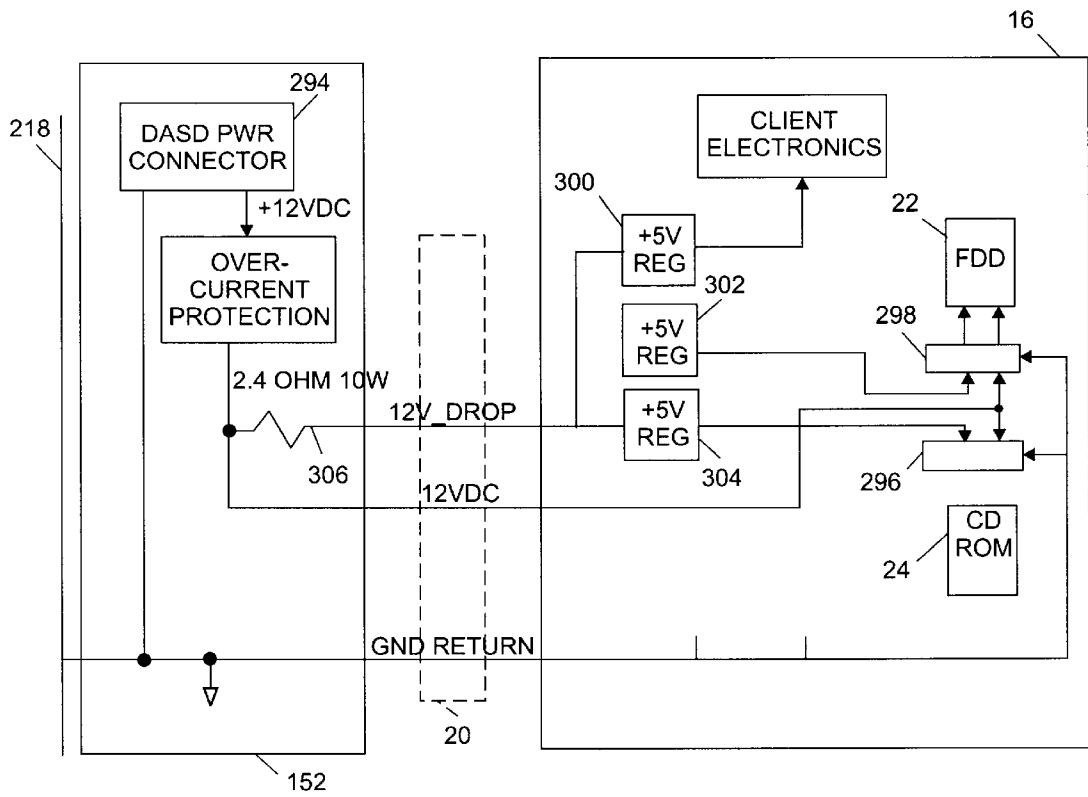 16
294
218
DASD PWR
CONNECTOR
CLIENT
ELECTRONICS
+12VDC
300
22
+5V
REG
FDD
OVER-
CURRENT
PROTECTION
302
298
+5V
REG
2.4 OHM 10W
12V_DROP
+5V
REG
306
304
296
12VDC
CD
ROM
24
GND RETURN
20
152